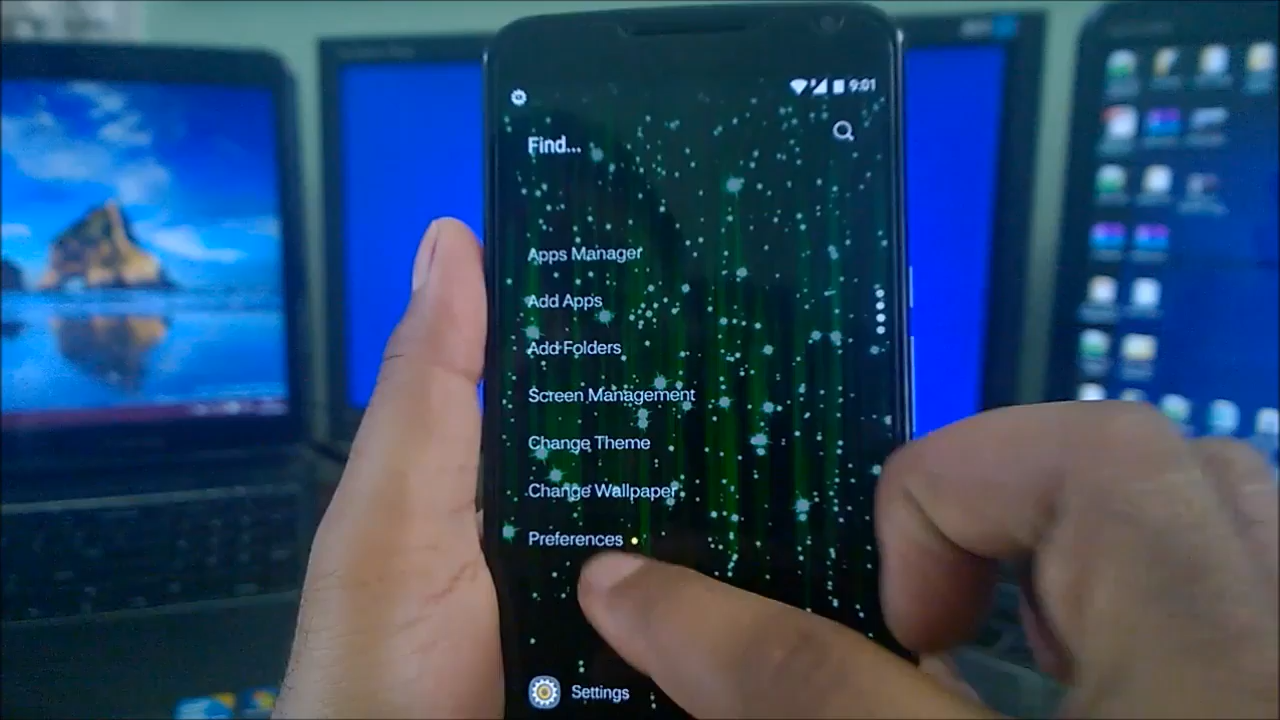 9:01
Find...
Apps Manager
Add Apps
Add Folders
Screen Management
Change Theme
Change Wallpaper
Preferences
Settings